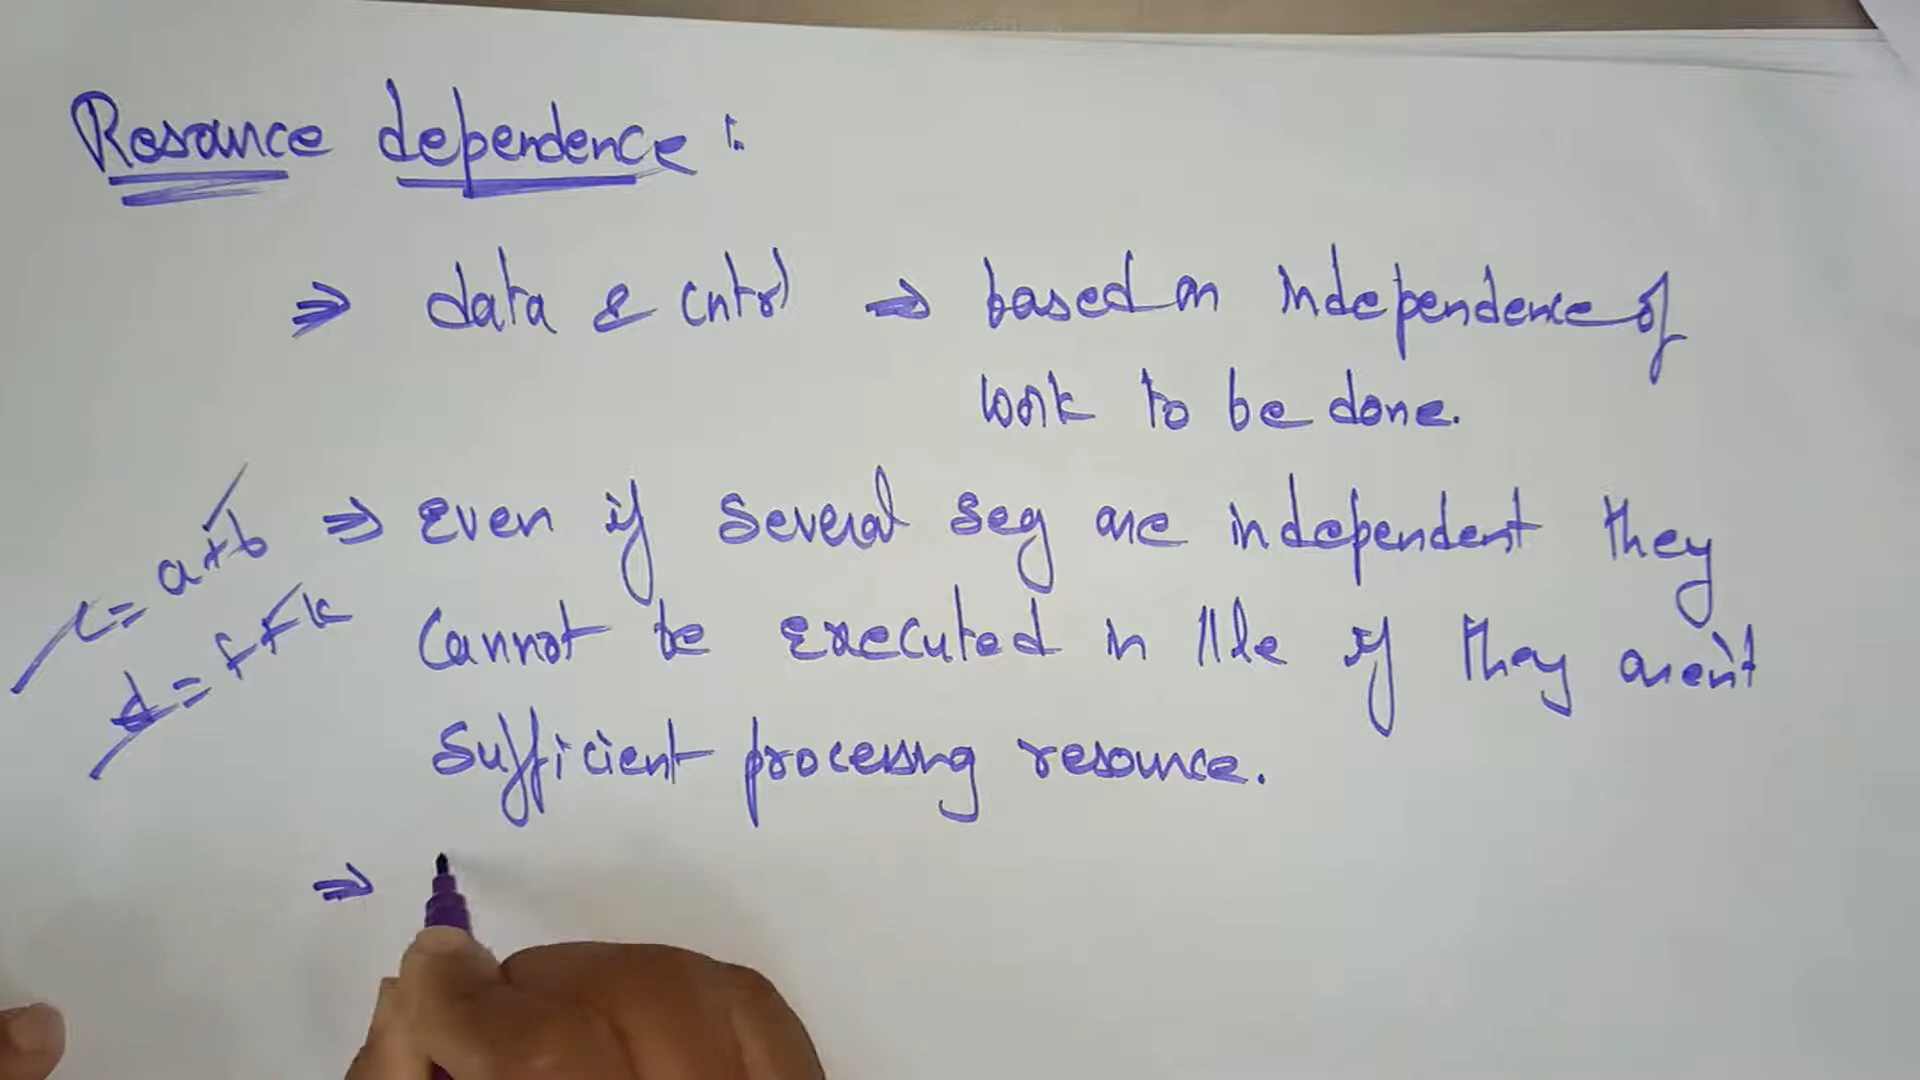 Resource dependence :
⇒ data & cntrl ⇒ based on independence of
work to be done.
⇒ Even if several seg are independent they
cannot be executed in llle if they aren't
sufficient processing resource.
⇒
c = a+b
d = f+k